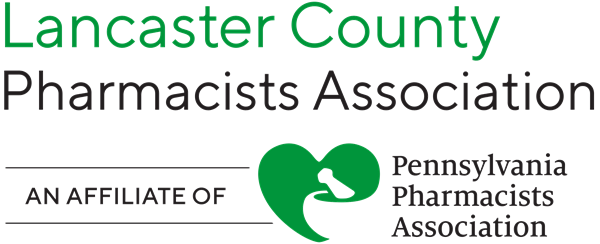 Lancaster County
Pharmacists Association
AN AFFILIATE OF
Pennsylvania
Pharmacists
Association